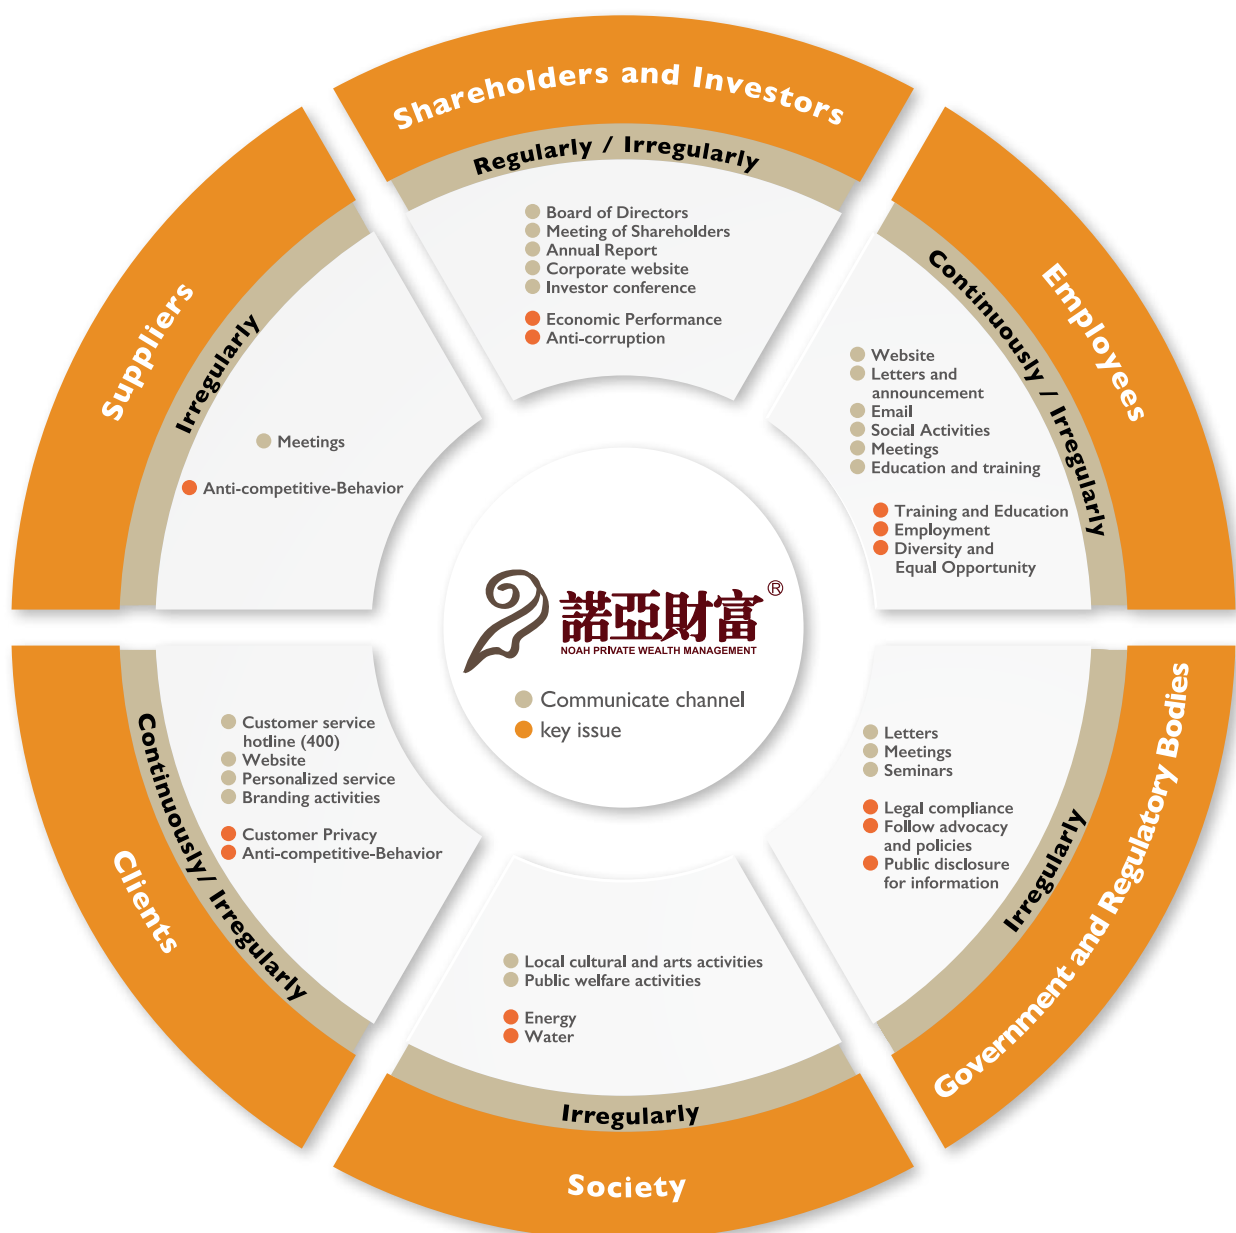 Shareholders and Investors
Regularly / Irregularly
Board of Directors
Meeting of Shareholders
Annual Report
Corporate website
Investor conference
Economic Performance
Anti-corruption
Employees
Continuously / Irregularly
Website
Letters and
announcement
Email
Social Activities
Meetings
Education and training
Training and Education
Employment
Diversity and
Equal Opportunity
Government and Regulatory Bodies
Irregularly
Letters
Meetings
Seminars
Legal compliance
Follow advocacy
and policies
Public disclosure
for information
Society
Irregularly
Local cultural and arts activities
Public welfare activities
Energy
Water
Clients
Continuously/ Irregularly
Customer service
hotline (400)
Website
Personalized service
Branding activities
Customer Privacy
Anti-competitive-Behavior
Suppliers
Irregularly
Meetings
Anti-competitive-Behavior
諾亞財富®
NOAH PRIVATE WEALTH MANAGEMENT
Communicate channel
key issue